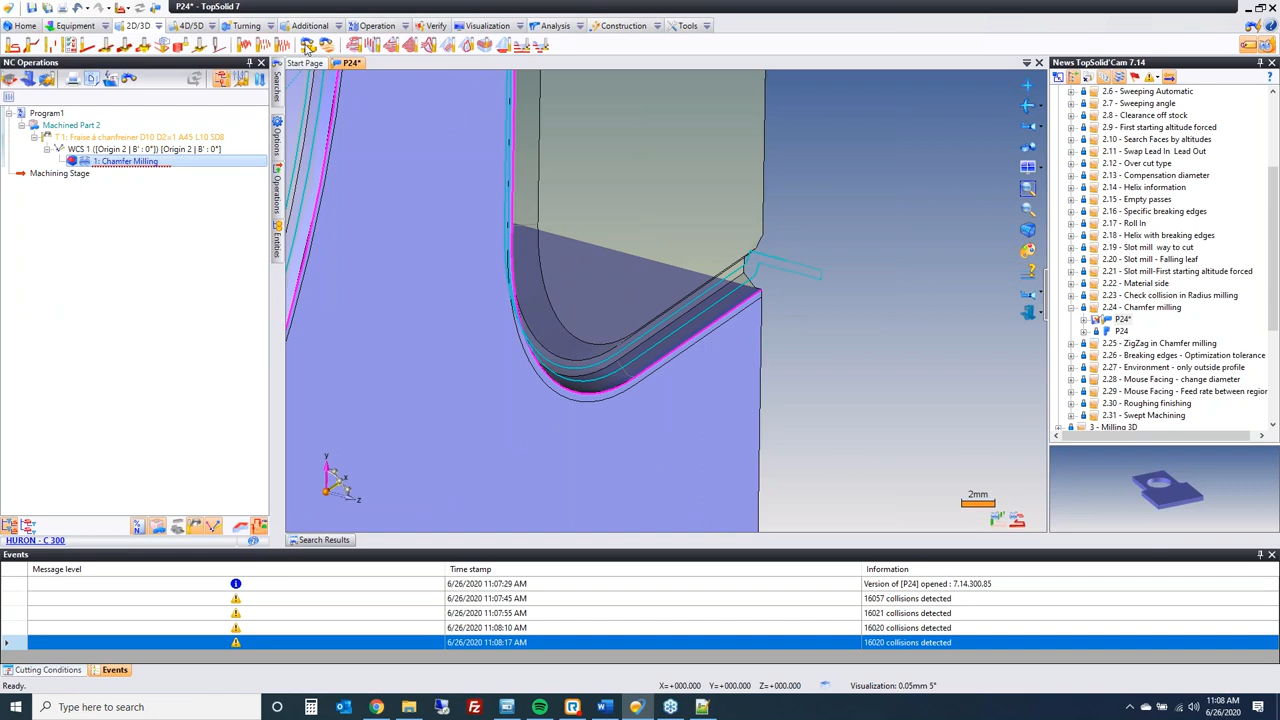 P24* - TopSolid 7
Home
Equipment
2D/3D
4D/5D
Turning
Additional
Operation
Verify
Visualization
Analysis
Construction
Tools
NC Operations
Start Page
P24*
News TopSolid'Cam 7.14
Program1
Machined Part 2
T 1: Fraise à chanfreiner D10 D2=1 A45 L10 SD8
WCS 1 ([Origin 2 | B' : 0°]) [Origin 2 | B' : 0°]
1: Chamfer Milling
Machining Stage
Searches
Options
Operations
Entities
2.6 - Sweeping Automatic
2.7 - Sweeping angle
2.8 - Clearance off stock
2.9 - First starting altitude forced
2.10 - Search Faces by altitude
2.11 - Swap Lead In Lead Out
2.12 - Over cut type
2.13 - Compensation diameter
2.14 - Helix information
2.15 - Empty passes
2.16 - Specific breaking edges
2.17 - Roll In
2.18 - Helix with breaking edges
2.19 - Slot mill way to cut
2.20 - Slot mill - Falling leaf
2.21 - Slot mill-First starting altitude forced
2.22 - Material side
2.23 - Check collision in Radius milling
2.24 - Chamfer milling
P24*
P24
2.25 - ZigZag in Chamfer milling
2.26 - Breaking edges - Optimization tolerance
2.27 - Environment - only outside profile
2.28 - Mouse Facing - change diameter
2.29 - Mouse Facing - Feed rate between region
2.30 - Roughing finishing
2.31 - Swept Machining
3 - Milling 3D
y
x
z
2mm
HURON - C 300
Search Results
Events
Message level
Time stamp
Information
6/26/2020 11:07:29 AM
Version of [P24] opened : 7.14.300.85
6/26/2020 11:07:45 AM
16057 collisions detected
6/26/2020 11:07:55 AM
16021 collisions detected
6/26/2020 11:08:10 AM
16020 collisions detected
6/26/2020 11:08:17 AM
16020 collisions detected
Cutting Conditions
Events
Ready.
X=+000.000 Y=+000.000 Z=+000.000
Visualization: 0.05mm 5°
Type here to search
11:08 AM
6/26/2020